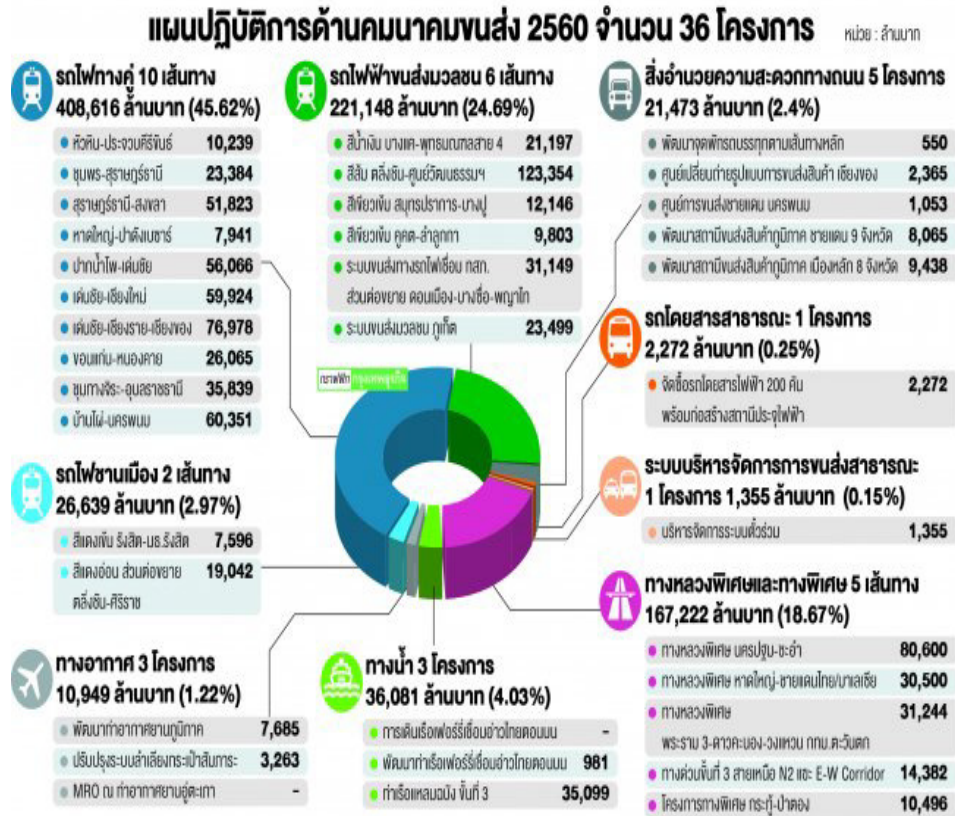 แผนปฏิบัติการด้านคมนาคมขนส่ง 2560 จำนวน 36 โครงการ
หน่วย : ล้านบาท
รถไฟทางคู่ 10 เส้นทาง
408,616 ล้านบาท (45.62%)
หัวหิน-ประจวบคีรีขันธ์ 10,239
ชุมพร-สุราษฎร์ธานี 23,384
สุราษฎร์ธานี-สงขลา 51,823
หาดใหญ่-ปาดังเบซาร์ 7,941
ปากน้ำโพ-เด่นชัย 56,066
เด่นชัย-เชียงใหม่ 59,924
เด่นชัย-เชียงราย-เชียงของ 76,978
ขอนแก่น-หนองคาย 26,065
ชุมทางจิระ-อุบลราชธานี 35,839
บ้านไผ่-นครพนม 60,351
รถไฟฟ้าขนส่งมวลชน 6 เส้นทาง
221,148 ล้านบาท (24.69%)
สีน้ำเงิน บางแค-พุทธมณฑลสาย 4 21,197
สีส้ม ตลิ่งชัน-ศูนย์วัฒนธรรมฯ 123,354
สีเขียวเข้ม สมุทรปราการ-บางปู 12,146
สีเขียวเข้ม คูคต-ลำลูกกา 9,803
ระบบขนส่งทางรถไฟเชื่อม ทสภ. 31,149
ส่วนต่อขยาย ดอนเมือง-บางซื่อ-พญาไท
ระบบขนส่งมวลชน ภูเก็ต 23,499
สิ่งอำนวยความสะดวกทางถนน 5 โครงการ
21,473 ล้านบาท (2.4%)
พัฒนาจุดพักรถบรรทุกตามเส้นทางหลัก 550
ศูนย์เปลี่ยนถ่ายรูปแบบการขนส่งสินค้า เชียงของ 2,365
ศูนย์การขนส่งชายแดน นครพนม 1,053
พัฒนาสถานีขนส่งสินค้าภูมิภาค ชายแดน 9 จังหวัด 8,065
พัฒนาสถานีขนส่งสินค้าภูมิภาค เมืองหลัก 8 จังหวัด 9,438
รถโดยสารสาธารณะ 1 โครงการ
2,272 ล้านบาท (0.25%)
จัดซื้อรถโดยสารไฟฟ้า 200 คัน 2,272
พร้อมก่อสร้างสถานีประจุไฟฟ้า
กราฟฟิก กรุงเทพธุรกิจ
รถไฟชานเมือง 2 เส้นทาง
26,639 ล้านบาท (2.97%)
สีแดงเข้ม รังสิต-มธ.รังสิต 7,596
สีแดงอ่อน ส่วนต่อขยาย 19,042
ตลิ่งชัน-ศิริราช
ระบบบริหารจัดการการขนส่งสาธารณะ
1 โครงการ 1,355 ล้านบาท (0.15%)
บริหารจัดการระบบตั๋วร่วม 1,355
ทางหลวงพิเศษและทางพิเศษ 5 เส้นทาง
167,222 ล้านบาท (18.67%)
ทางหลวงพิเศษ นครปฐม-ชะอำ 80,600
ทางหลวงพิเศษ หาดใหญ่-ชายแดนไทย/มาเลเซีย 30,500
ทางหลวงพิเศษ 31,244
พระราม 3-ดาวคะนอง-วงแหวน กทม.ตะวันตก
ทางด่วนขั้นที่ 3 สายเหนือ N2 และ E-W Corridor 14,382
โครงการทางพิเศษ กะทู้-ป่าตอง 10,496
ทางอากาศ 3 โครงการ
10,949 ล้านบาท (1.22%)
พัฒนาท่าอากาศยานภูมิภาค 7,685
ปรับปรุงระบบลำเลียงกระเป๋าสัมภาระ 3,263
MRO ณ ท่าอากาศยานอู่ตะเภา -
ทางน้ำ 3 โครงการ
36,081 ล้านบาท (4.03%)
การเดินเรือเฟอร์รี่เชื่อมอ่าวไทยตอนบน -
พัฒนาท่าเรือเฟอร์รี่เชื่อมอ่าวไทยตอนบน 981
ท่าเรือแหลมฉบัง ขั้นที่ 3 35,099